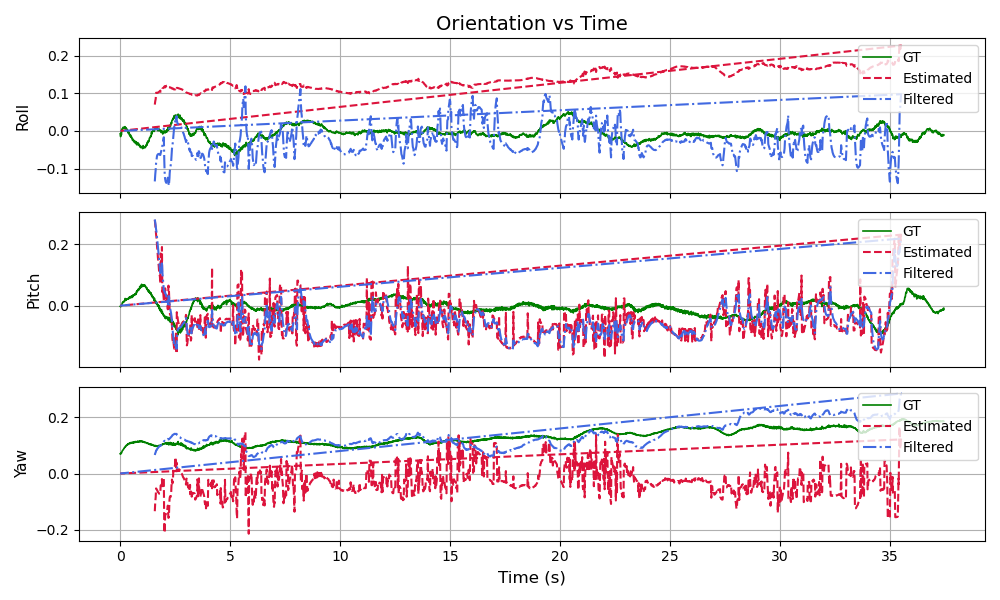 Orientation vs Time
Roll
0.2
0.1
0.0
−0.1
GT
Estimated
Filtered
Pitch
0.2
0.0
GT
Estimated
Filtered
Yaw
0.2
0.0
−0.2
GT
Estimated
Filtered
0 5 10 15 20 25 30 35
Time (s)